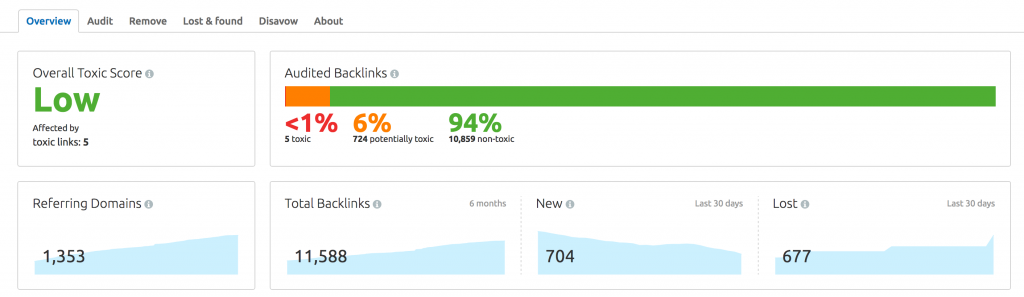 Overview Audit Remove Lost & found Disavow About
Overall Toxic Score
Low
Affected by
toxic links: 5
Audited Backlinks
<1% 6% 94%
5 toxic 724 potentially toxic 10,859 non-toxic
Referring Domains
1,353
Total Backlinks 6 months
11,588
New Last 30 days
704
Lost Last 30 days
677